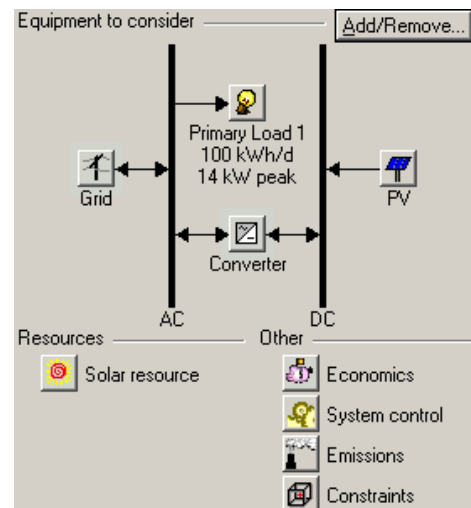 Equipment to consider
Add/Remove...
Primary Load 1
100 kWh/d
14 kW peak
Grid
PV
Converter
AC
DC
Resources
Other
Solar resource
Economics
System control
Emissions
Constraints